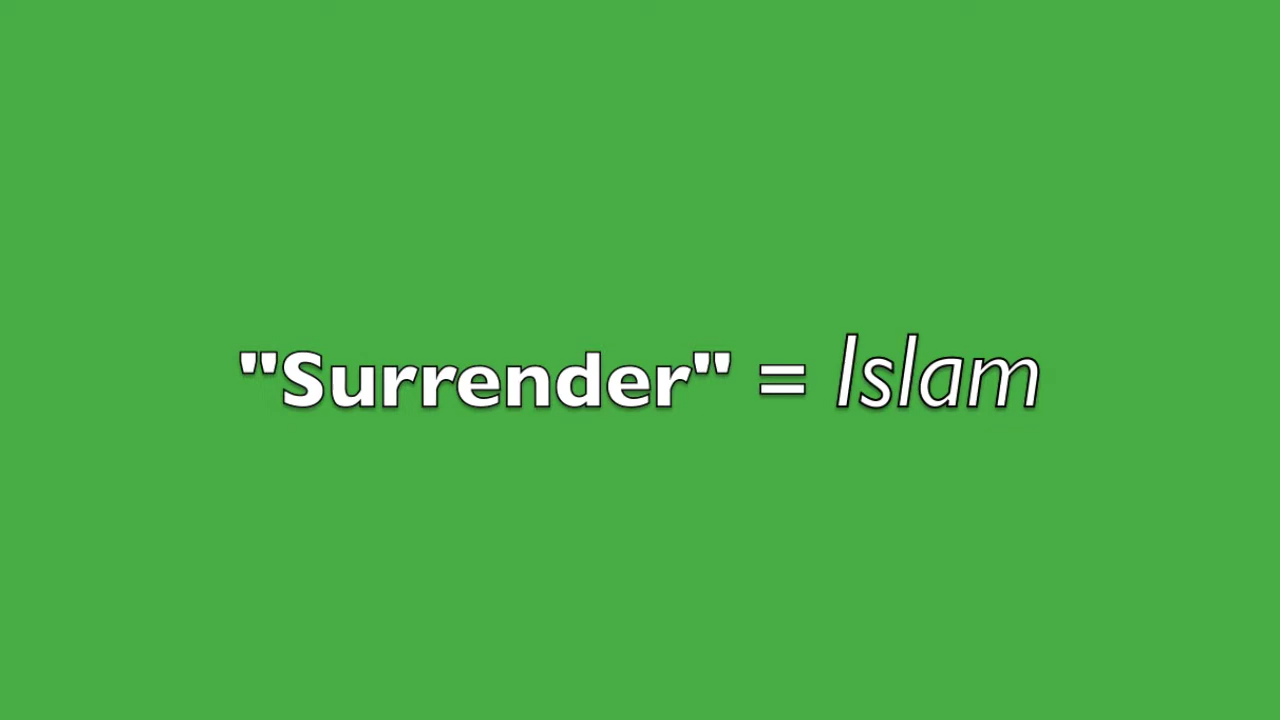 "Surrender" = Islam